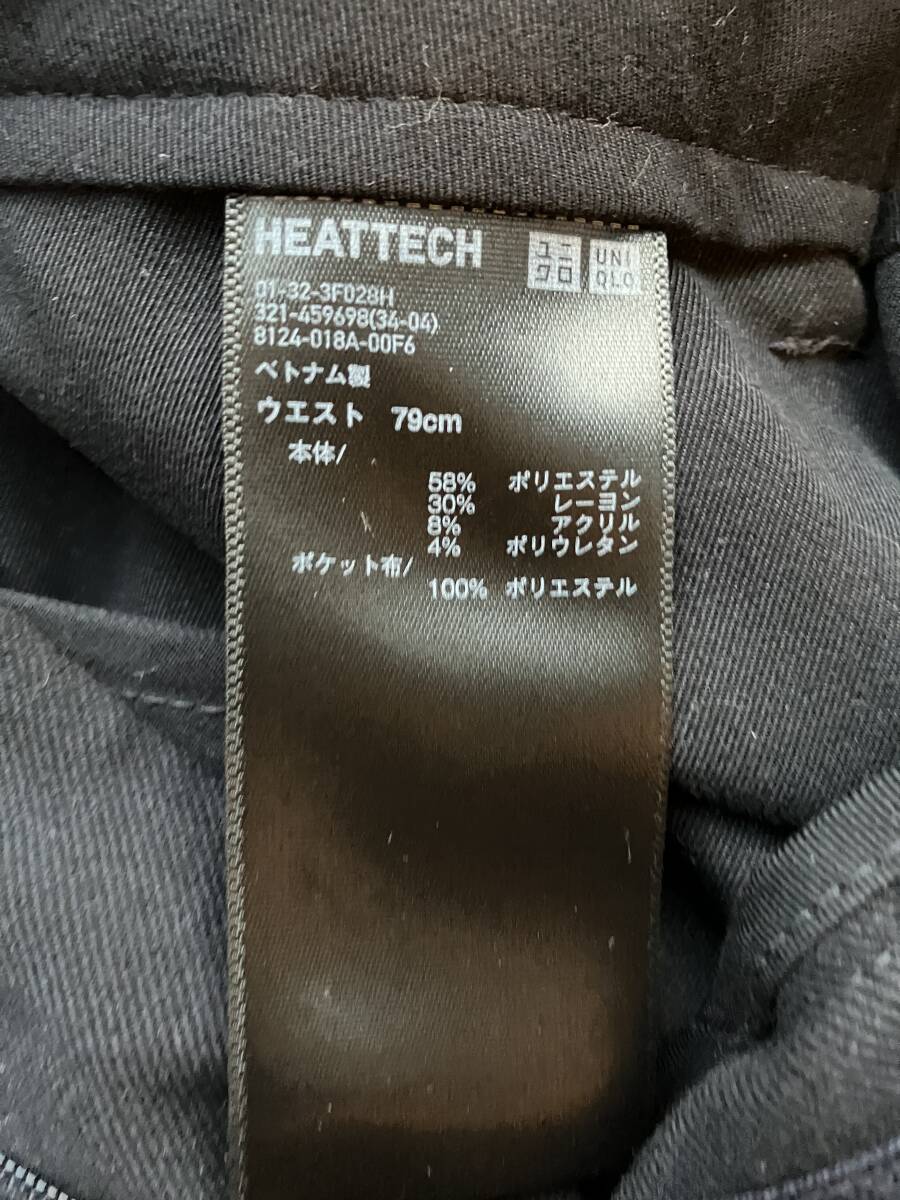 HEATTECH
ユニ
クロ
UNI
QLO
01-32-3F028H
321-459698(34-04)
8124-018A-00F6
ベトナム製
ウエスト 79cm
本体/
58% ポリエステル
30% レーヨン
8% アクリル
4% ポリウレタン
ポケット布/
100% ポリエステル